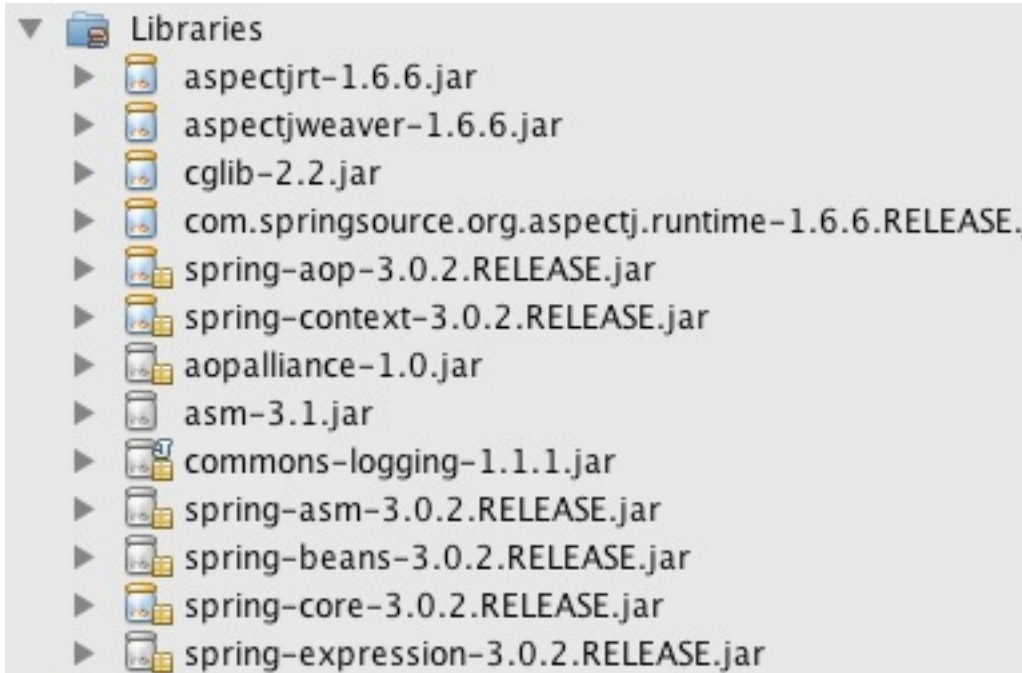 Libraries
aspectjrt-1.6.6.jar
aspectjweaver-1.6.6.jar
cglib-2.2.jar
com.springsource.org.aspectj.runtime-1.6.6.RELEASE.
spring-aop-3.0.2.RELEASE.jar
spring-context-3.0.2.RELEASE.jar
aopalliance-1.0.jar
asm-3.1.jar
commons-logging-1.1.1.jar
spring-asm-3.0.2.RELEASE.jar
spring-beans-3.0.2.RELEASE.jar
spring-core-3.0.2.RELEASE.jar
spring-expression-3.0.2.RELEASE.jar